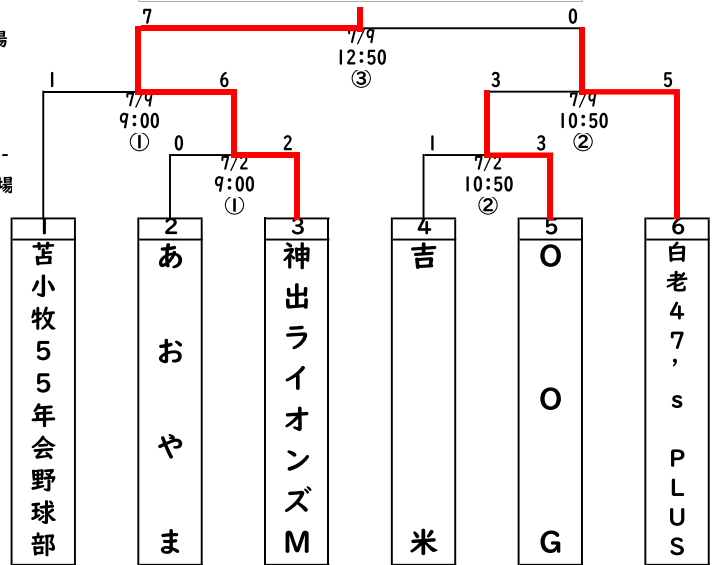 7 0
場
7/9
12:50
③
1 6 3 5
7/9 7/9
9:00 10:50
① ②
0 2 1 3
7/2 7/2
9:00 10:50
① ②
場
1 2 3 4 5 6
苫小牧55年会野球部
あおやま
神出ライオンズM
吉米
OOG
白老47's PLUS